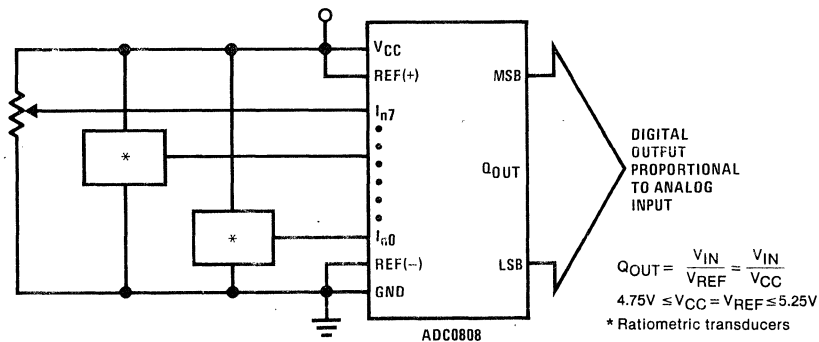 VCC
REF(+)
In7
*
*
In0
REF(−)
GND
MSB
QOUT
LSB
ADC0808
DIGITAL
OUTPUT
PROPORTIONAL
TO ANALOG
INPUT
QOUT = VIN/VREF = VIN/VCC
4.75V ≤ VCC = VREF ≤ 5.25V
* Ratiometric transducers